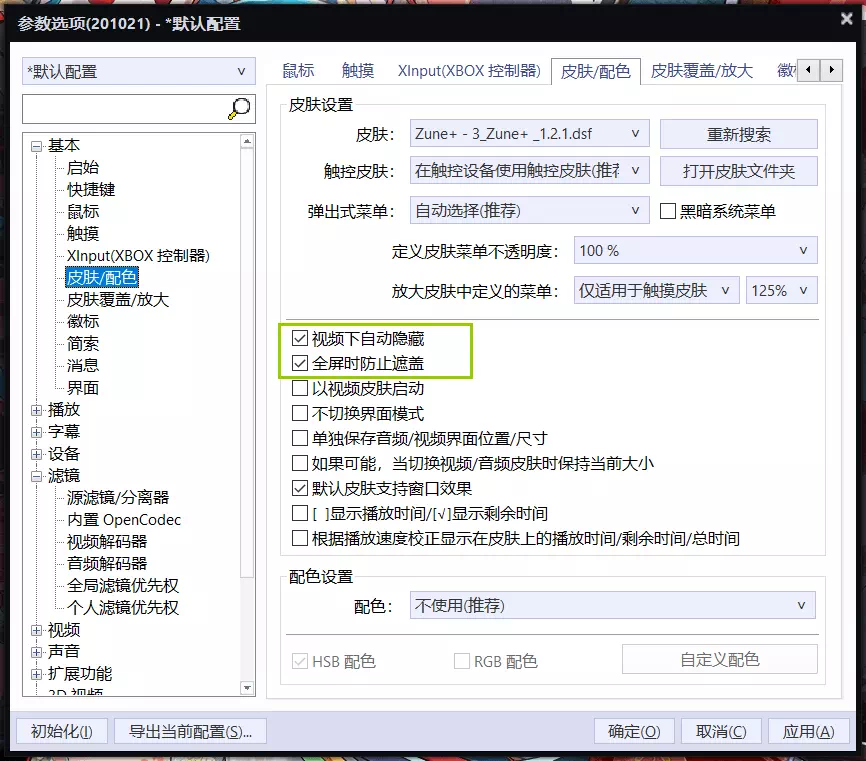 参数选项(201021) - *默认配置
*默认配置
鼠标 触摸 XInput(XBOX 控制器) 皮肤/配色 皮肤覆盖/放大 徽
基本
启始
快捷键
鼠标
触摸
XInput(XBOX 控制器)
皮肤/配色
皮肤覆盖/放大
徽标
简索
消息
界面
播放
字幕
设备
滤镜
源滤镜/分离器
内置 OpenCodec
视频解码器
音频解码器
全局滤镜优先权
个人滤镜优先权
视频
声音
扩展功能
3D 视频
皮肤设置
皮肤: Zune+ - 3_Zune+ _1.2.1.dsf 重新搜索
触控皮肤: 在触控设备使用触控皮肤(推荐 打开皮肤文件夹
弹出式菜单: 自动选择(推荐) 黑暗系统菜单
定义皮肤菜单不透明度: 100 %
放大皮肤中定义的菜单: 仅适用于触摸皮肤 125%
视频下自动隐藏
全屏时防止遮盖
以视频皮肤启动
不切换界面模式
单独保存音频/视频界面位置/尺寸
如果可能，当切换视频/音频皮肤时保持当前大小
默认皮肤支持窗口效果
[ ]显示播放时间/[√]显示剩余时间
根据播放速度校正显示在皮肤上的播放时间/剩余时间/总时间
配色设置
配色: 不使用(推荐)
HSB 配色 RGB 配色 自定义配色
初始化(I) 导出当前配置(S)... 确定(O) 取消(C) 应用(A)